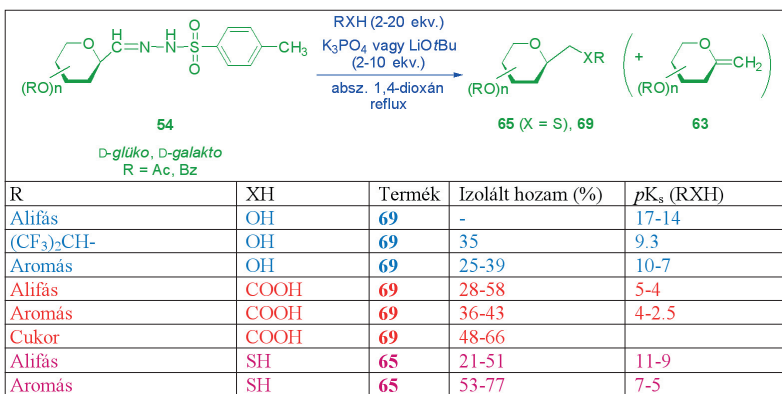 RXH (2-20 ekv.)
K3PO4 vagy LiOtBu
(2-10 ekv.)
absz. 1,4-dioxán
reflux
O H C N NH S O O CH3
(RO)n
54
D-glüko, D-galakto
R = Ac, Bz
O XR
(RO)n
65 (X = S), 69
( + O CH2 )
(RO)n
63
R XH Termék Izolált hozam (%) pKs (RXH)
Alifás OH 69 - 17-14
(CF3)2CH- OH 69 35 9.3
Aromás OH 69 25-39 10-7
Alifás COOH 69 28-58 5-4
Aromás COOH 69 36-43 4-2.5
Cukor COOH 69 48-66
Alifás SH 65 21-51 11-9
Aromás SH 65 53-77 7-5